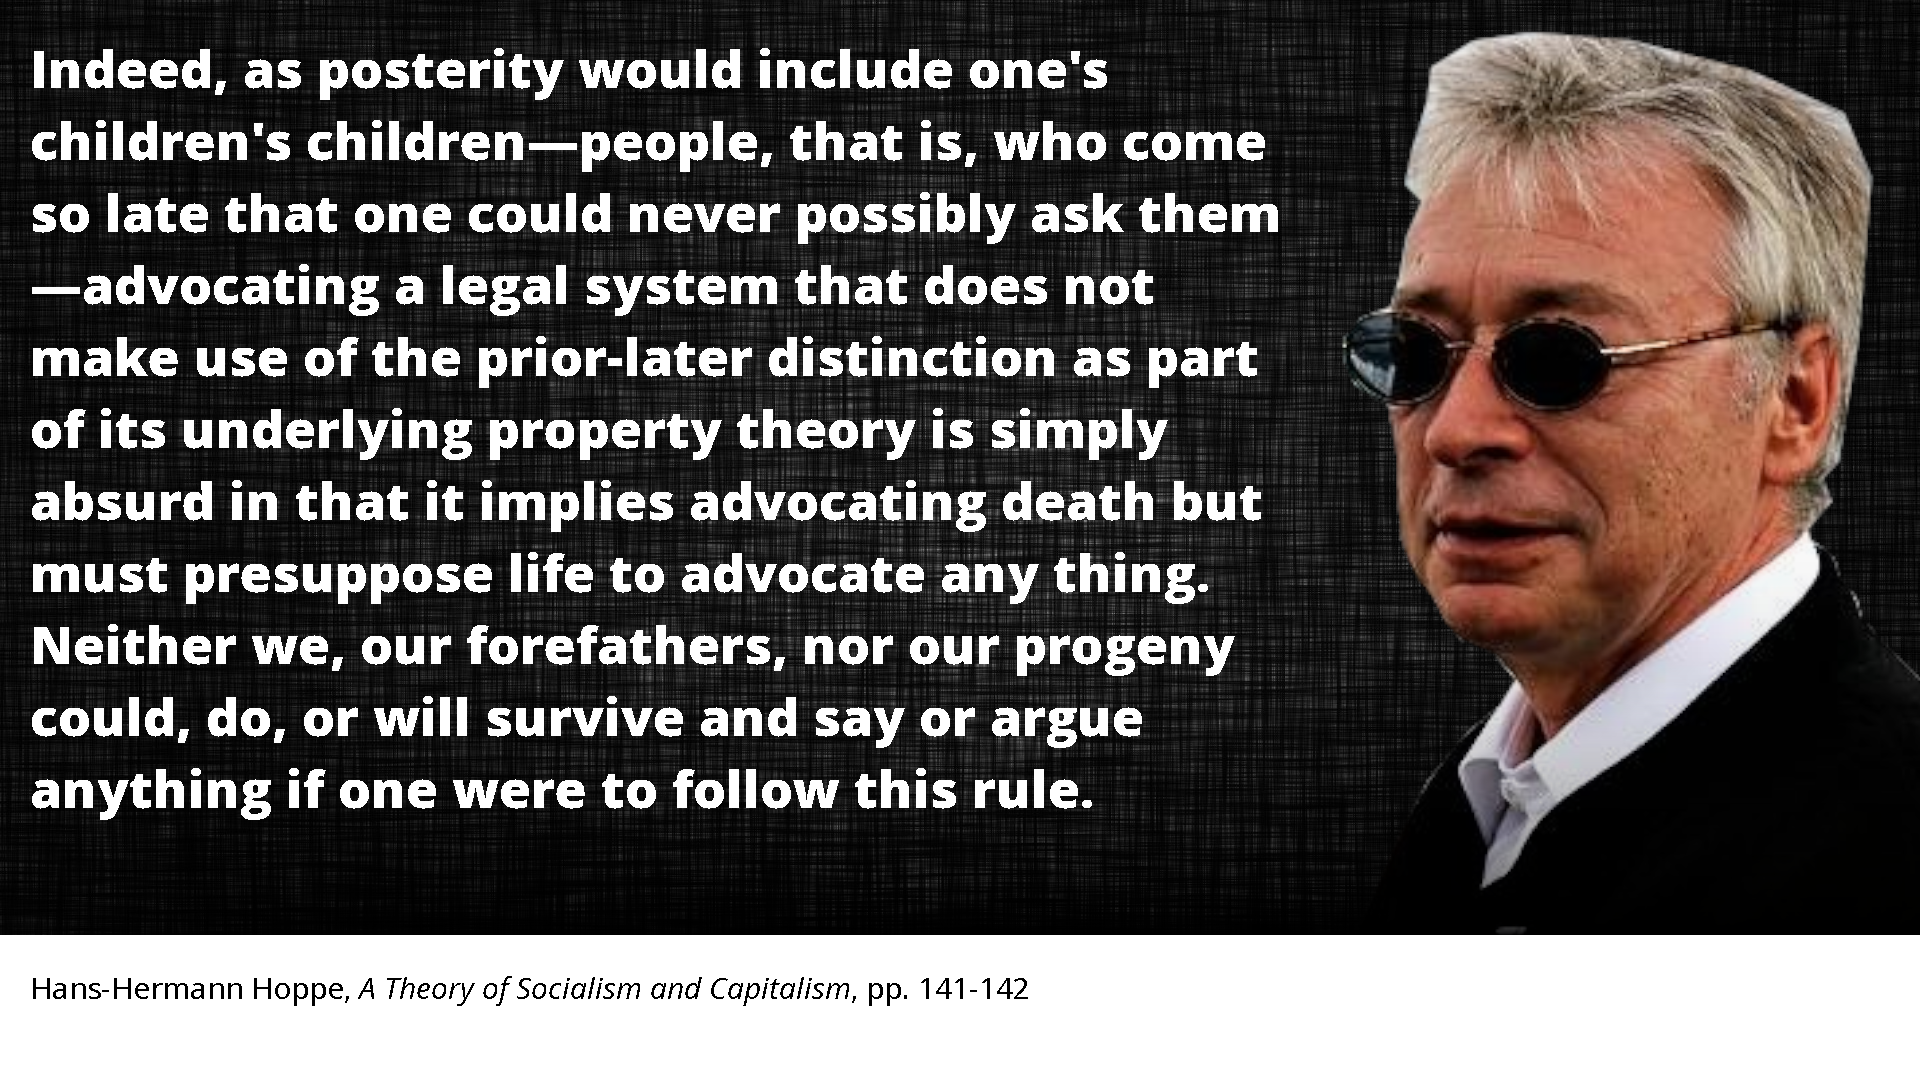 Indeed, as posterity would include one's
children's children—people, that is, who come
so late that one could never possibly ask them
—advocating a legal system that does not
make use of the prior-later distinction as part
of its underlying property theory is simply
absurd in that it implies advocating death but
must presuppose life to advocate any thing.
Neither we, our forefathers, nor our progeny
could, do, or will survive and say or argue
anything if one were to follow this rule.
Hans-Hermann Hoppe, A Theory of Socialism and Capitalism, pp. 141-142